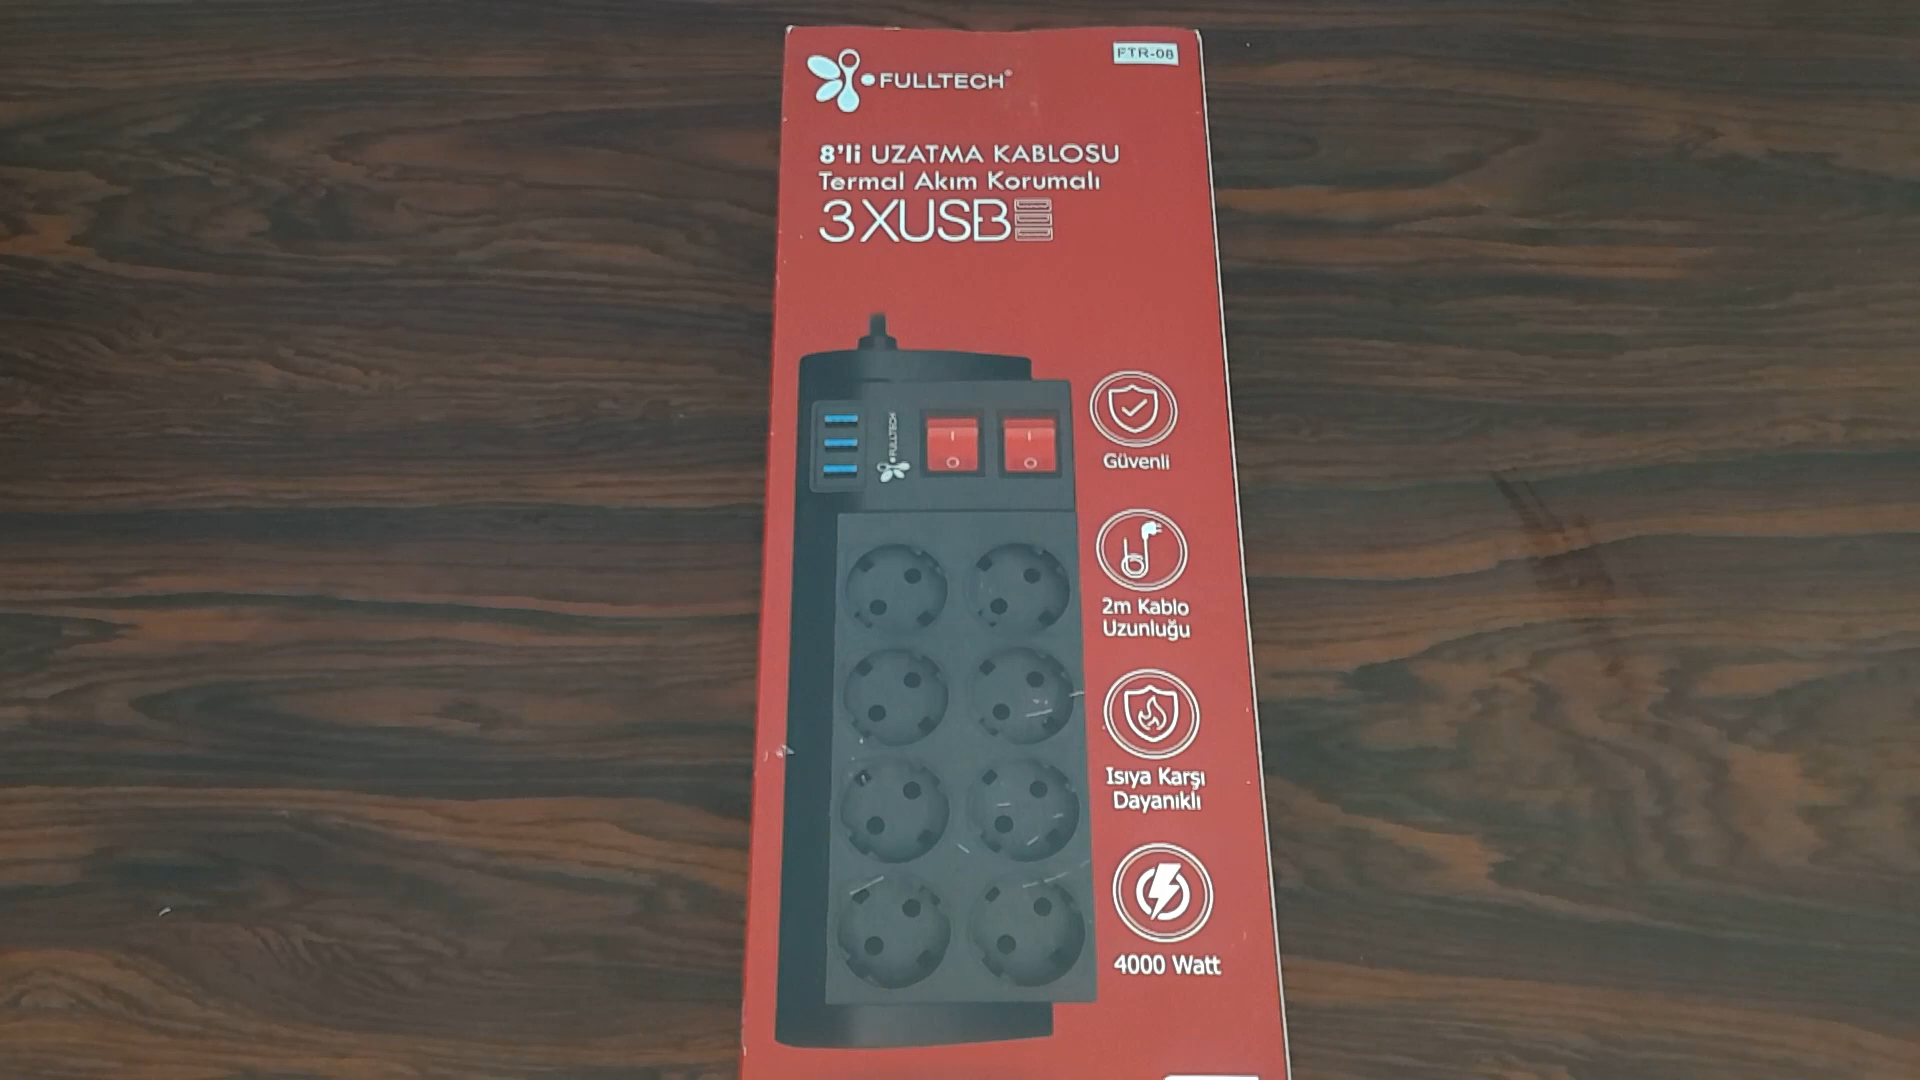 FULLTECH®
FTR-08
8'li UZATMA KABLOSU
Termal Akım Korumalı
3XUSB
FULLTECH
Güvenli
2m Kablo
Uzunluğu
Isıya Karşı
Dayanıklı
4000 Watt